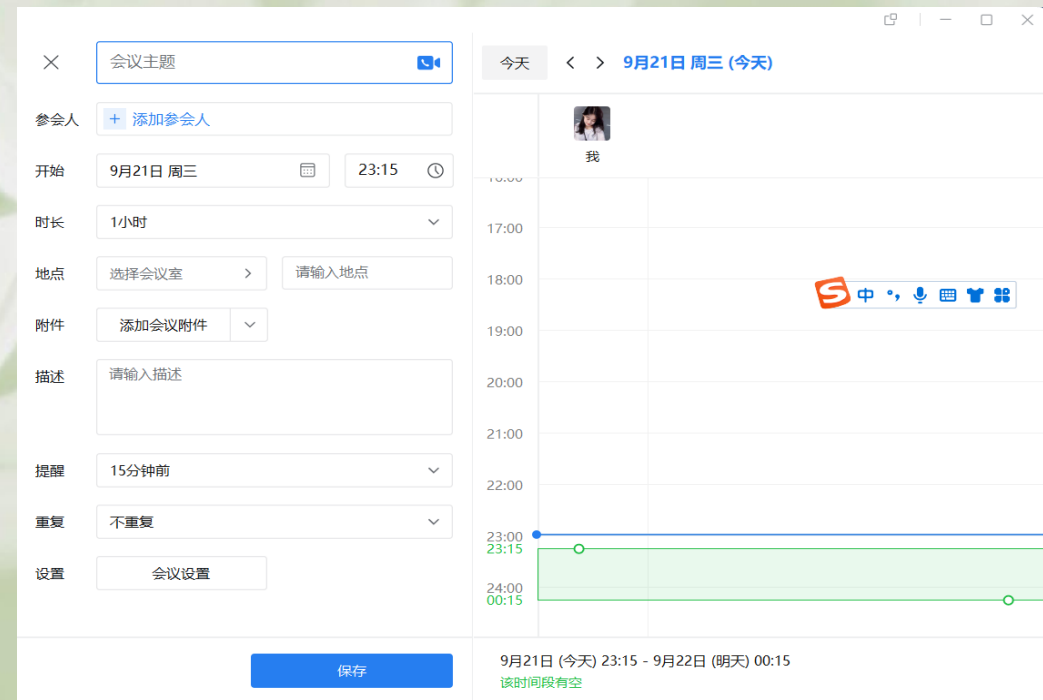 会议主题
参会人
+ 添加参会人
开始
9月21日 周三
23:15
时长
1小时
地点
选择会议室
请输入地点
附件
添加会议附件
描述
请输入描述
提醒
15分钟前
重复
不重复
设置
会议设置
保存
今天
9月21日 周三 (今天)
我
16:00
17:00
18:00
S 中
19:00
20:00
21:00
22:00
23:00
23:15
24:00
00:15
9月21日 (今天) 23:15 - 9月22日 (明天) 00:15
该时间段有空